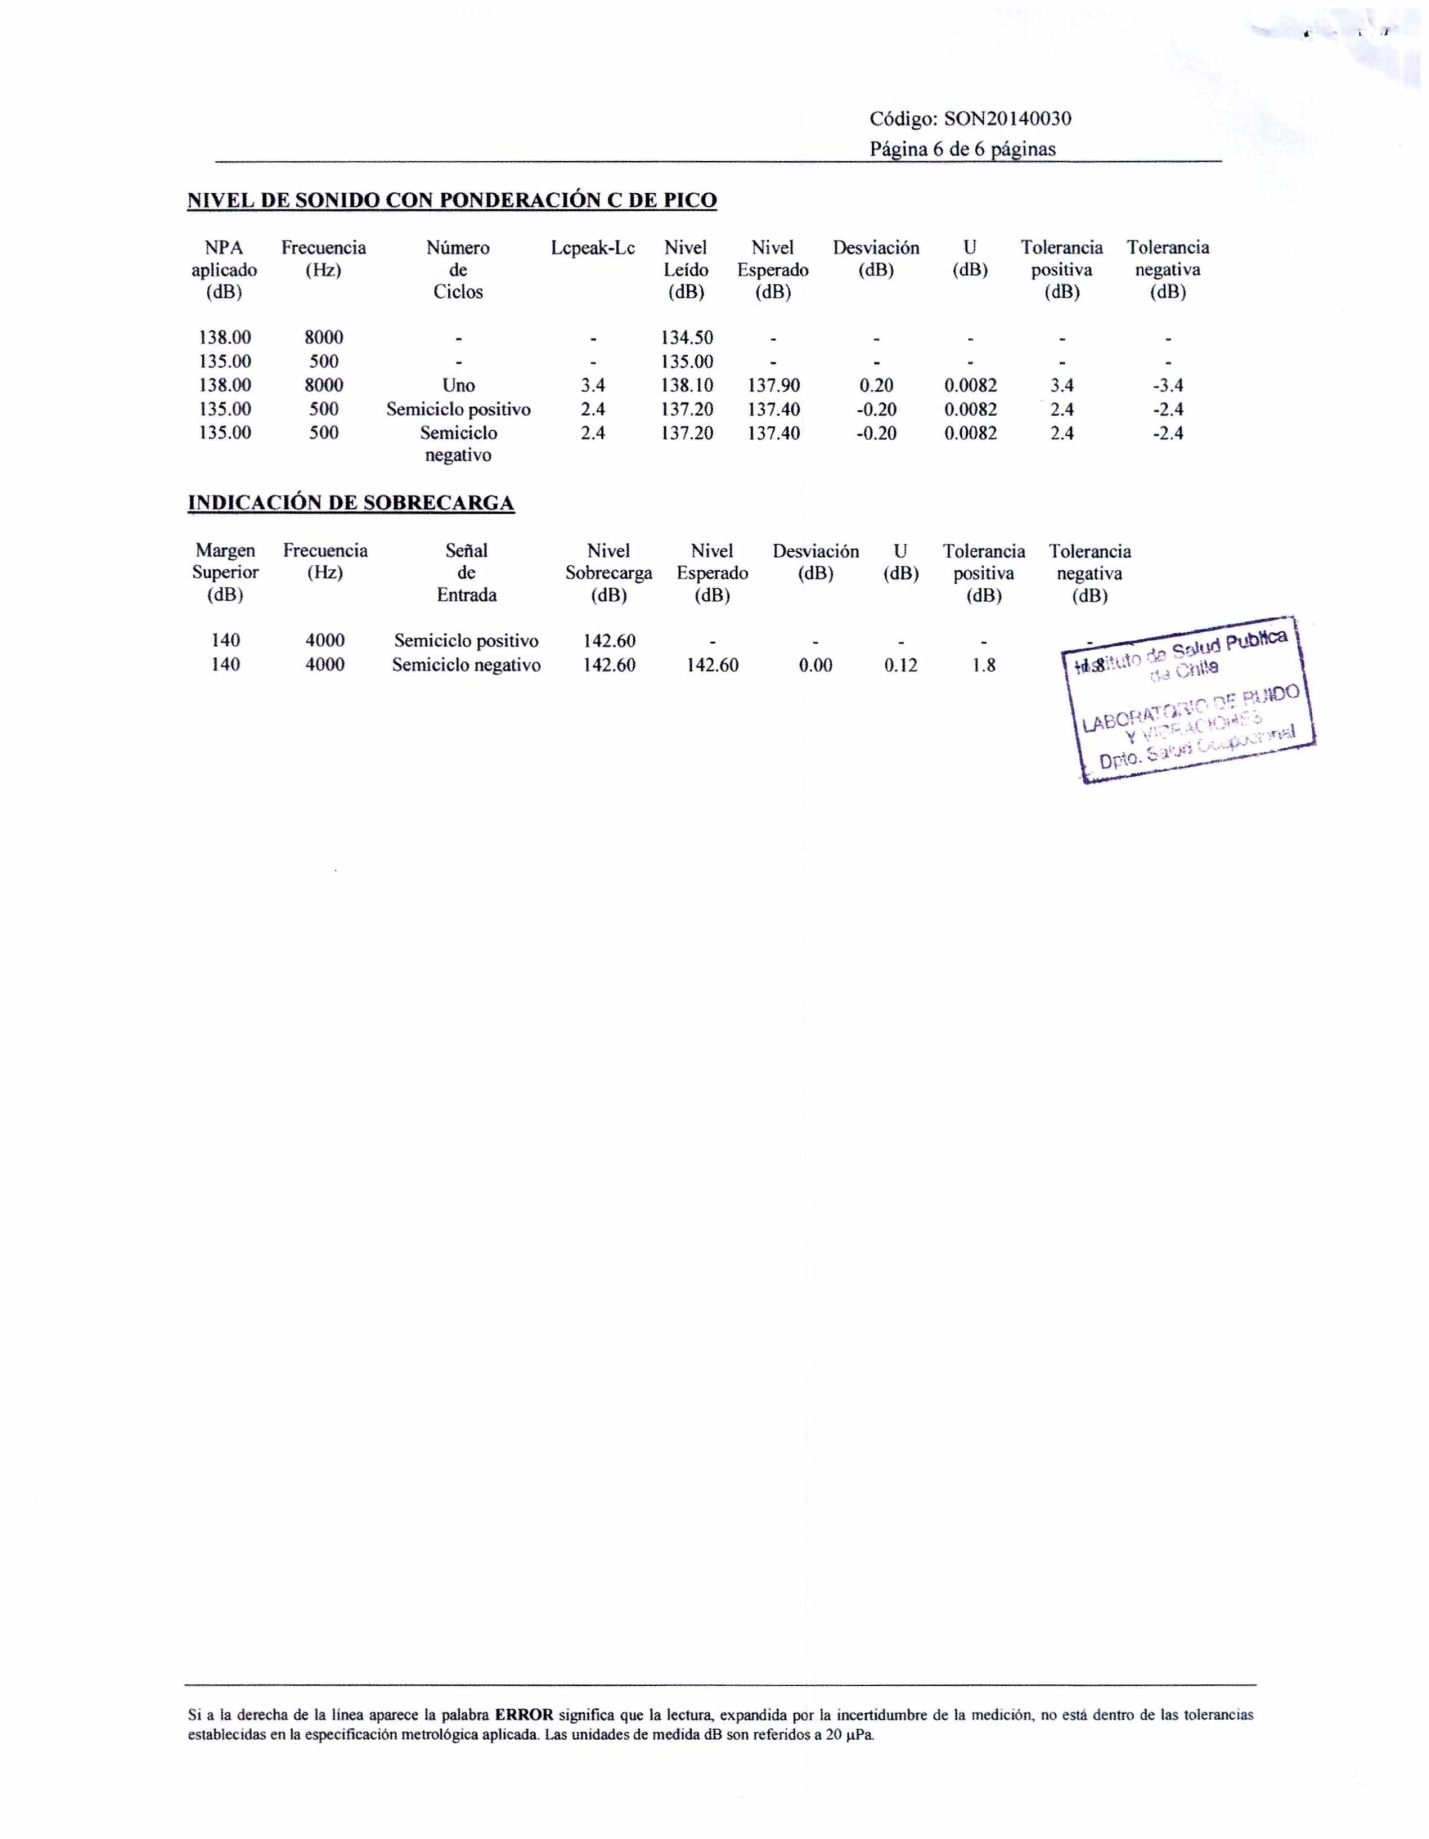 Código: SON20140030
Página 6 de 6 páginas
NIVEL DE SONIDO CON PONDERACIÓN C DE PICO
NPA Frecuencia Número Lcpeak-Lc Nivel Nivel Desviación U Tolerancia Tolerancia
aplicado (Hz) de Leído Esperado (dB) (dB) positiva negativa
(dB) Ciclos (dB) (dB) (dB) (dB)
138.00 8000 - - 134.50 - - - - -
135.00 500 - - 135.00 - - - - -
138.00 8000 Uno 3.4 138.10 137.90 0.20 0.0082 3.4 -3.4
135.00 500 Semiciclo positivo 2.4 137.20 137.40 -0.20 0.0082 2.4 -2.4
135.00 500 Semiciclo 2.4 137.20 137.40 -0.20 0.0082 2.4 -2.4
negativo
INDICACIÓN DE SOBRECARGA
Margen Frecuencia Señal Nivel Nivel Desviación U Tolerancia Tolerancia
Superior (Hz) de Sobrecarga Esperado (dB) (dB) positiva negativa
(dB) Entrada (dB) (dB) (dB) (dB)
140 4000 Semiciclo positivo 142.60 - - - - -
140 4000 Semiciclo negativo 142.60 142.60 0.00 0.12 1.8
Instituto de Salud Publica
de Chile
LABORATORIO DE RUIDO
Y VIBRACIONES
Dpto. Salud Ocupacional
Si a la derecha de la línea aparece la palabra ERROR significa que la lectura, expandida por la incertidumbre de la medición, no está dentro de las tolerancias
establecidas en la especificación metrológica aplicada. Las unidades de medida dB son referidos a 20 µPa.